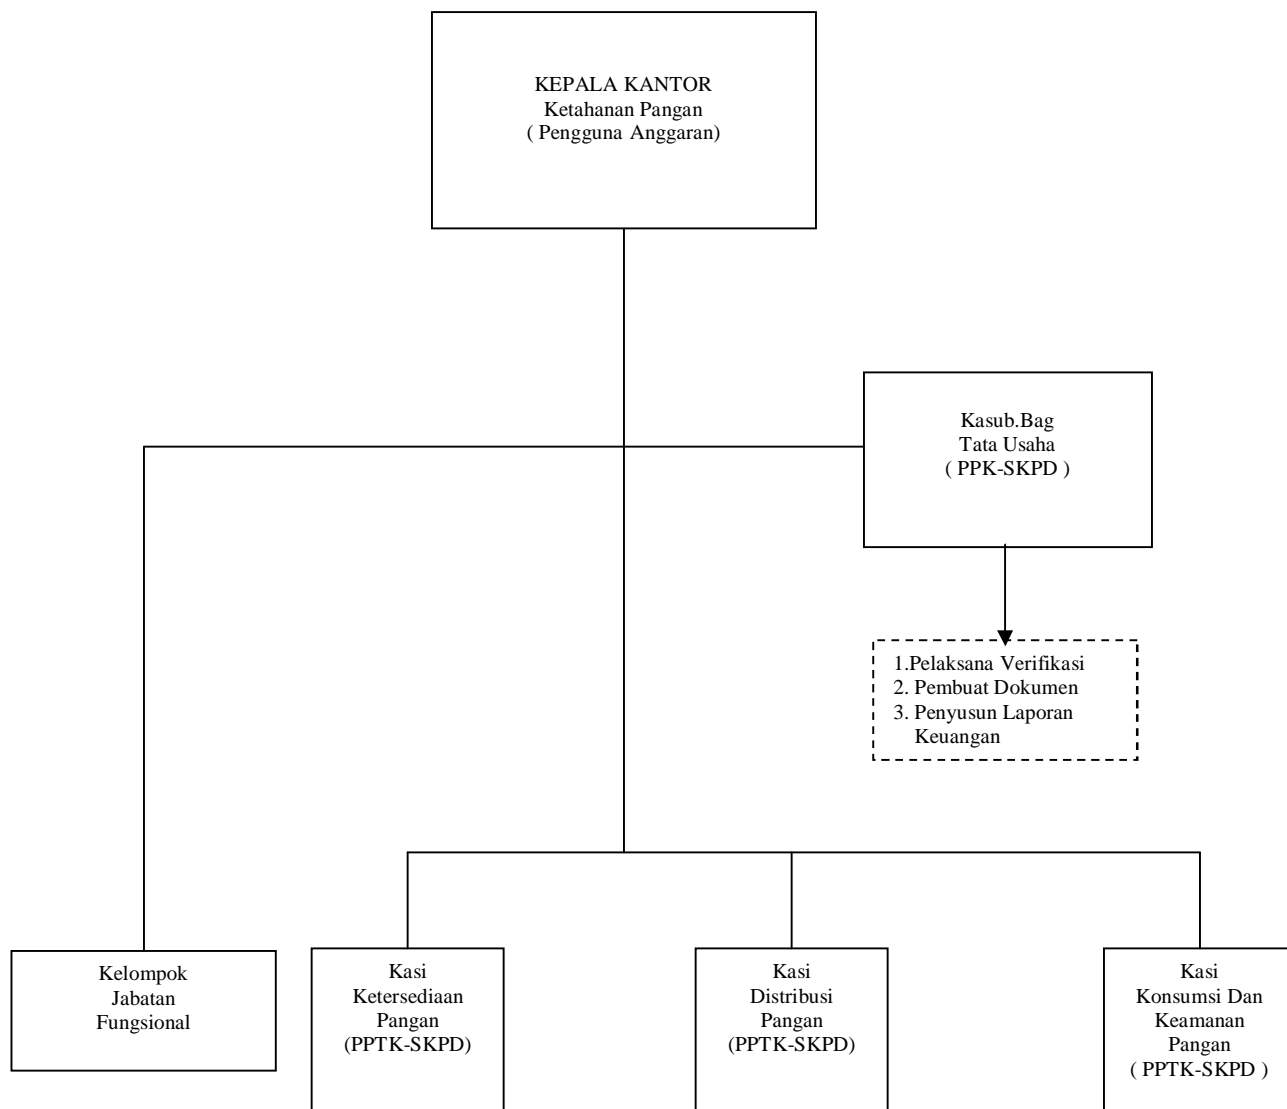 KEPALA KANTOR
Ketahanan Pangan
( Pengguna Anggaran)
Kasub.Bag
Tata Usaha
( PPK-SKPD )
1.Pelaksana Verifikasi
2. Pembuat Dokumen
3. Penyusun Laporan
Keuangan
Kelompok
Jabatan
Fungsional
Kasi
Ketersediaan
Pangan
(PPTK-SKPD)
Kasi
Distribusi
Pangan
(PPTK-SKPD)
Kasi
Konsumsi Dan
Keamanan
Pangan
( PPTK-SKPD )